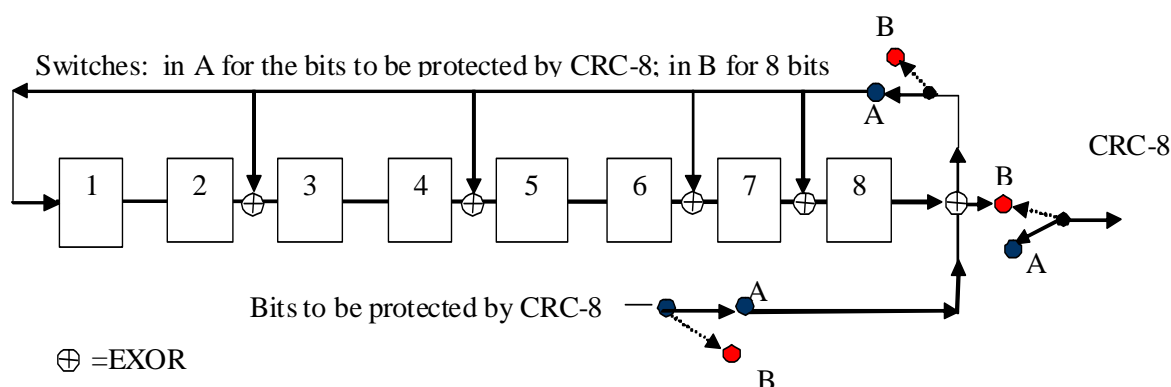 B
Switches: in A for the bits to be protected by CRC-8; in B for 8 bits
A
CRC-8
1 2 3 4 5 6 7 8
B
A
Bits to be protected by CRC-8
A
⊕ =EXOR
B